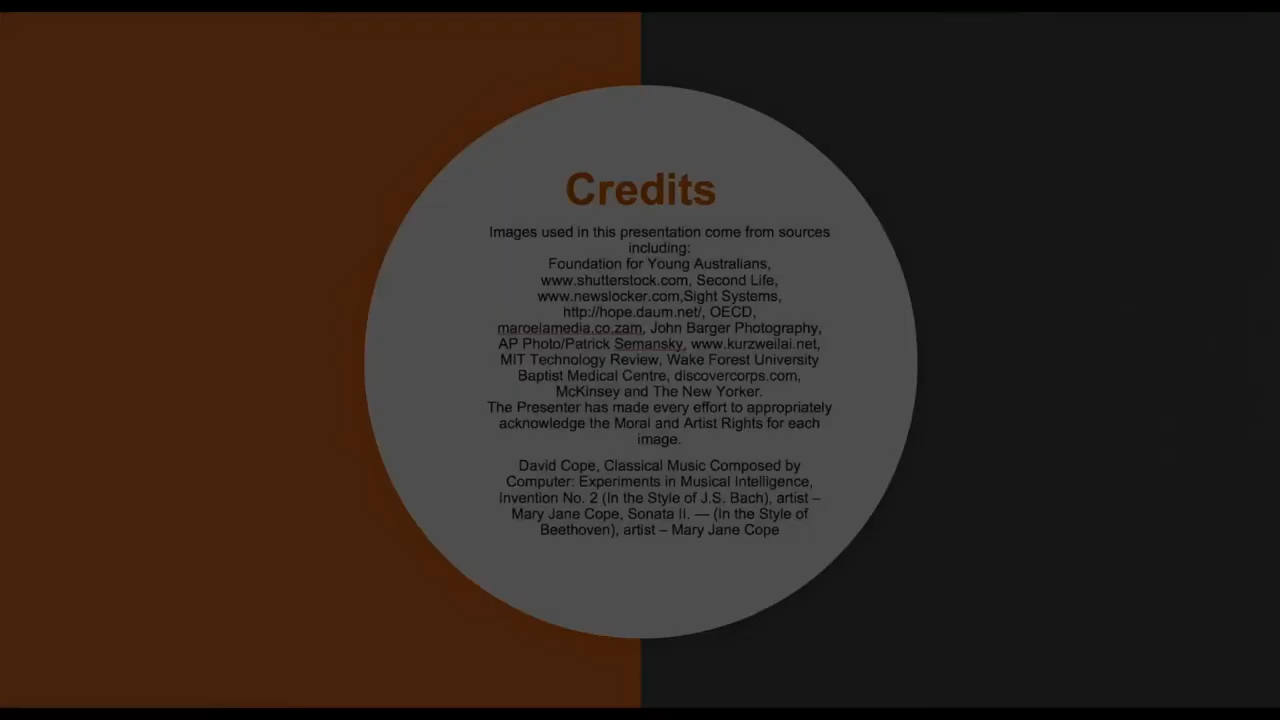 Credits
Images used in this presentation come from sources
including:
Foundation for Young Australians,
www.shutterstock.com, Second Life,
www.newslocker.com,Sight Systems,
http://hope.daum.net/, OECD,
maroelamedia.co.zam, John Barger Photography,
AP Photo/Patrick Semansky, www.kurzweilai.net,
MIT Technology Review, Wake Forest University
Baptist Medical Centre, discovercorps.com,
McKinsey and The New Yorker.
The Presenter has made every effort to appropriately
acknowledge the Moral and Artist Rights for each
image.
David Cope, Classical Music Composed by
Computer: Experiments in Musical Intelligence,
Invention No. 2 (In the Style of J.S. Bach), artist –
Mary Jane Cope, Sonata II. — (In the Style of
Beethoven), artist – Mary Jane Cope